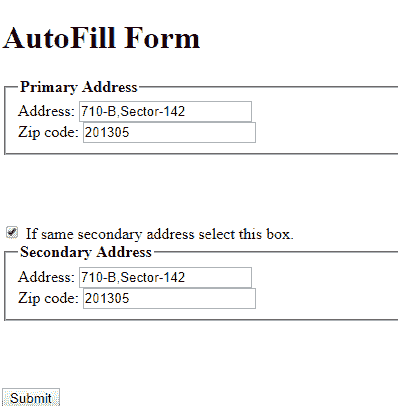 AutoFill Form
Primary Address
Address: 710-B,Sector-142
Zip code: 201305
If same secondary address select this box.
Secondary Address
Address: 710-B,Sector-142
Zip code: 201305
Submit